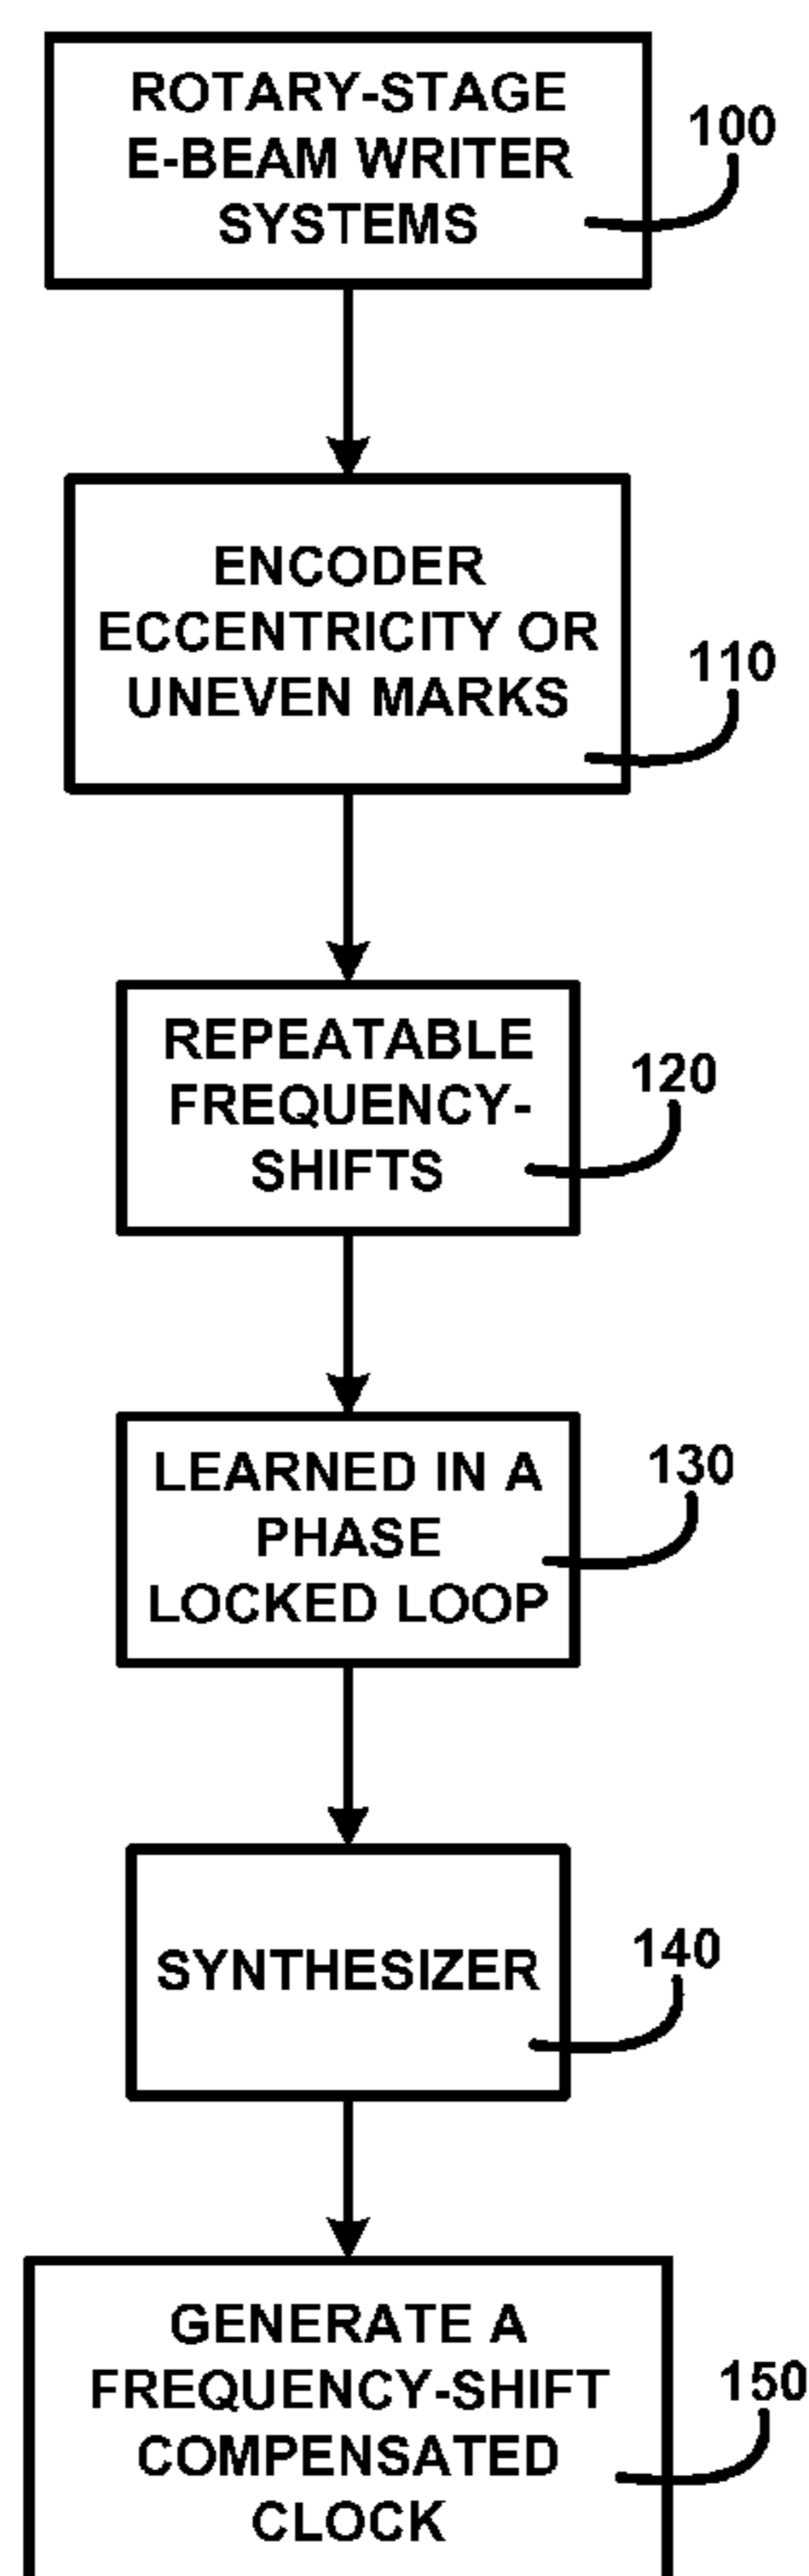 ROTARY-STAGE
E-BEAM WRITER
SYSTEMS
100
ENCODER
ECCENTRICITY OR
UNEVEN MARKS
110
REPEATABLE
FREQUENCY-
SHIFTS
120
LEARNED IN A
PHASE
LOCKED LOOP
130
SYNTHESIZER
140
GENERATE A
FREQUENCY-SHIFT
COMPENSATED
CLOCK
150